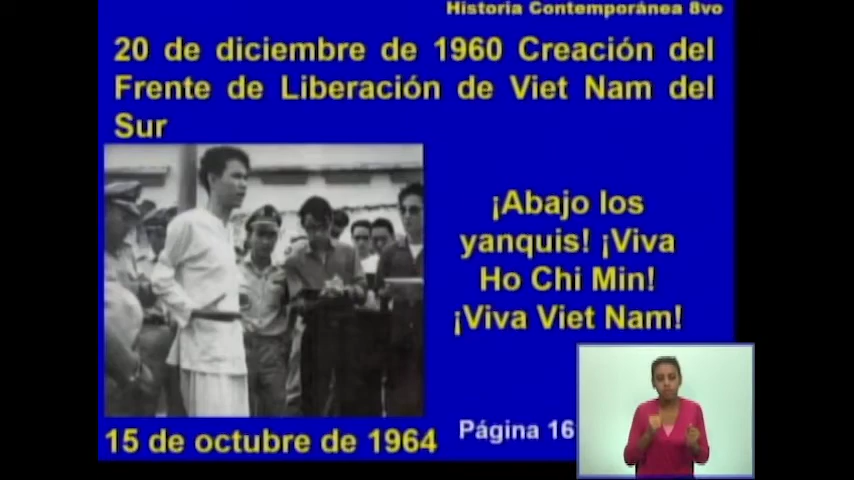 Historia Contemporánea 8vo
20 de diciembre de 1960 Creación del
Frente de Liberación de Viet Nam del
Sur
¡Abajo los
yanquis! ¡Viva
Ho Chi Min!
¡Viva Viet Nam!
15 de octubre de 1964
Página 16